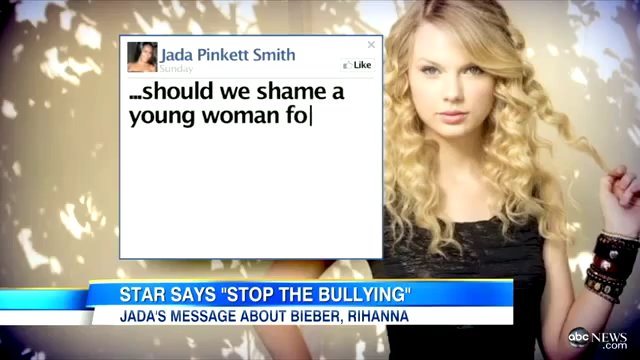 Jada Pinkett Smith
Sunday
Like
...should we shame a
young woman fo
STAR SAYS "STOP THE BULLYING"
JADA'S MESSAGE ABOUT BIEBER, RIHANNA
abc NEWS
.com